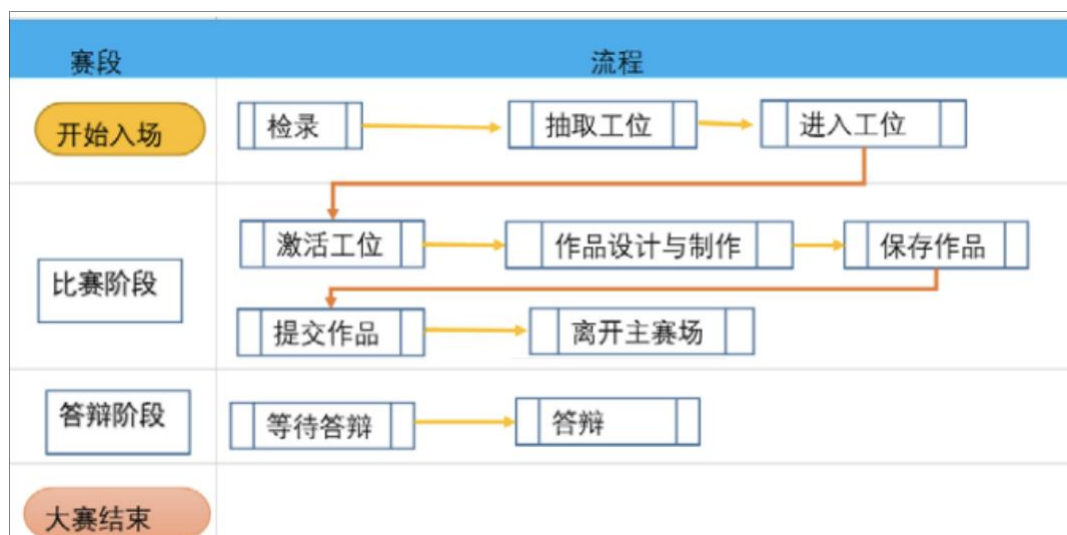 赛段 流程
开始入场 检录 抽取工位 进入工位
激活工位 作品设计与制作 保存作品
比赛阶段
提交作品 离开主赛场
答辩阶段 等待答辩 答辩
大赛结束